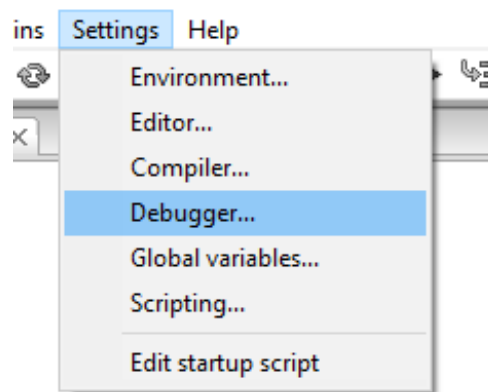 ins Settings Help
Environment...
Editor...
Compiler...
Debugger...
Global variables...
Scripting...
Edit startup script